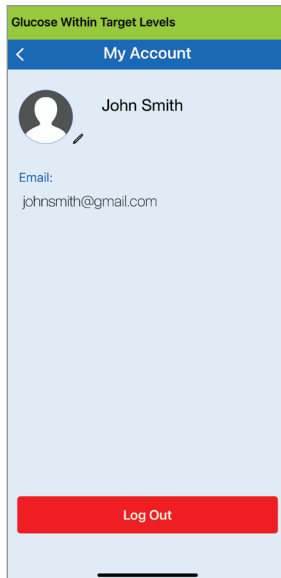 Glucose Within Target Levels
My Account
John Smith
Email:
johnsmith@gmail.com
Log Out